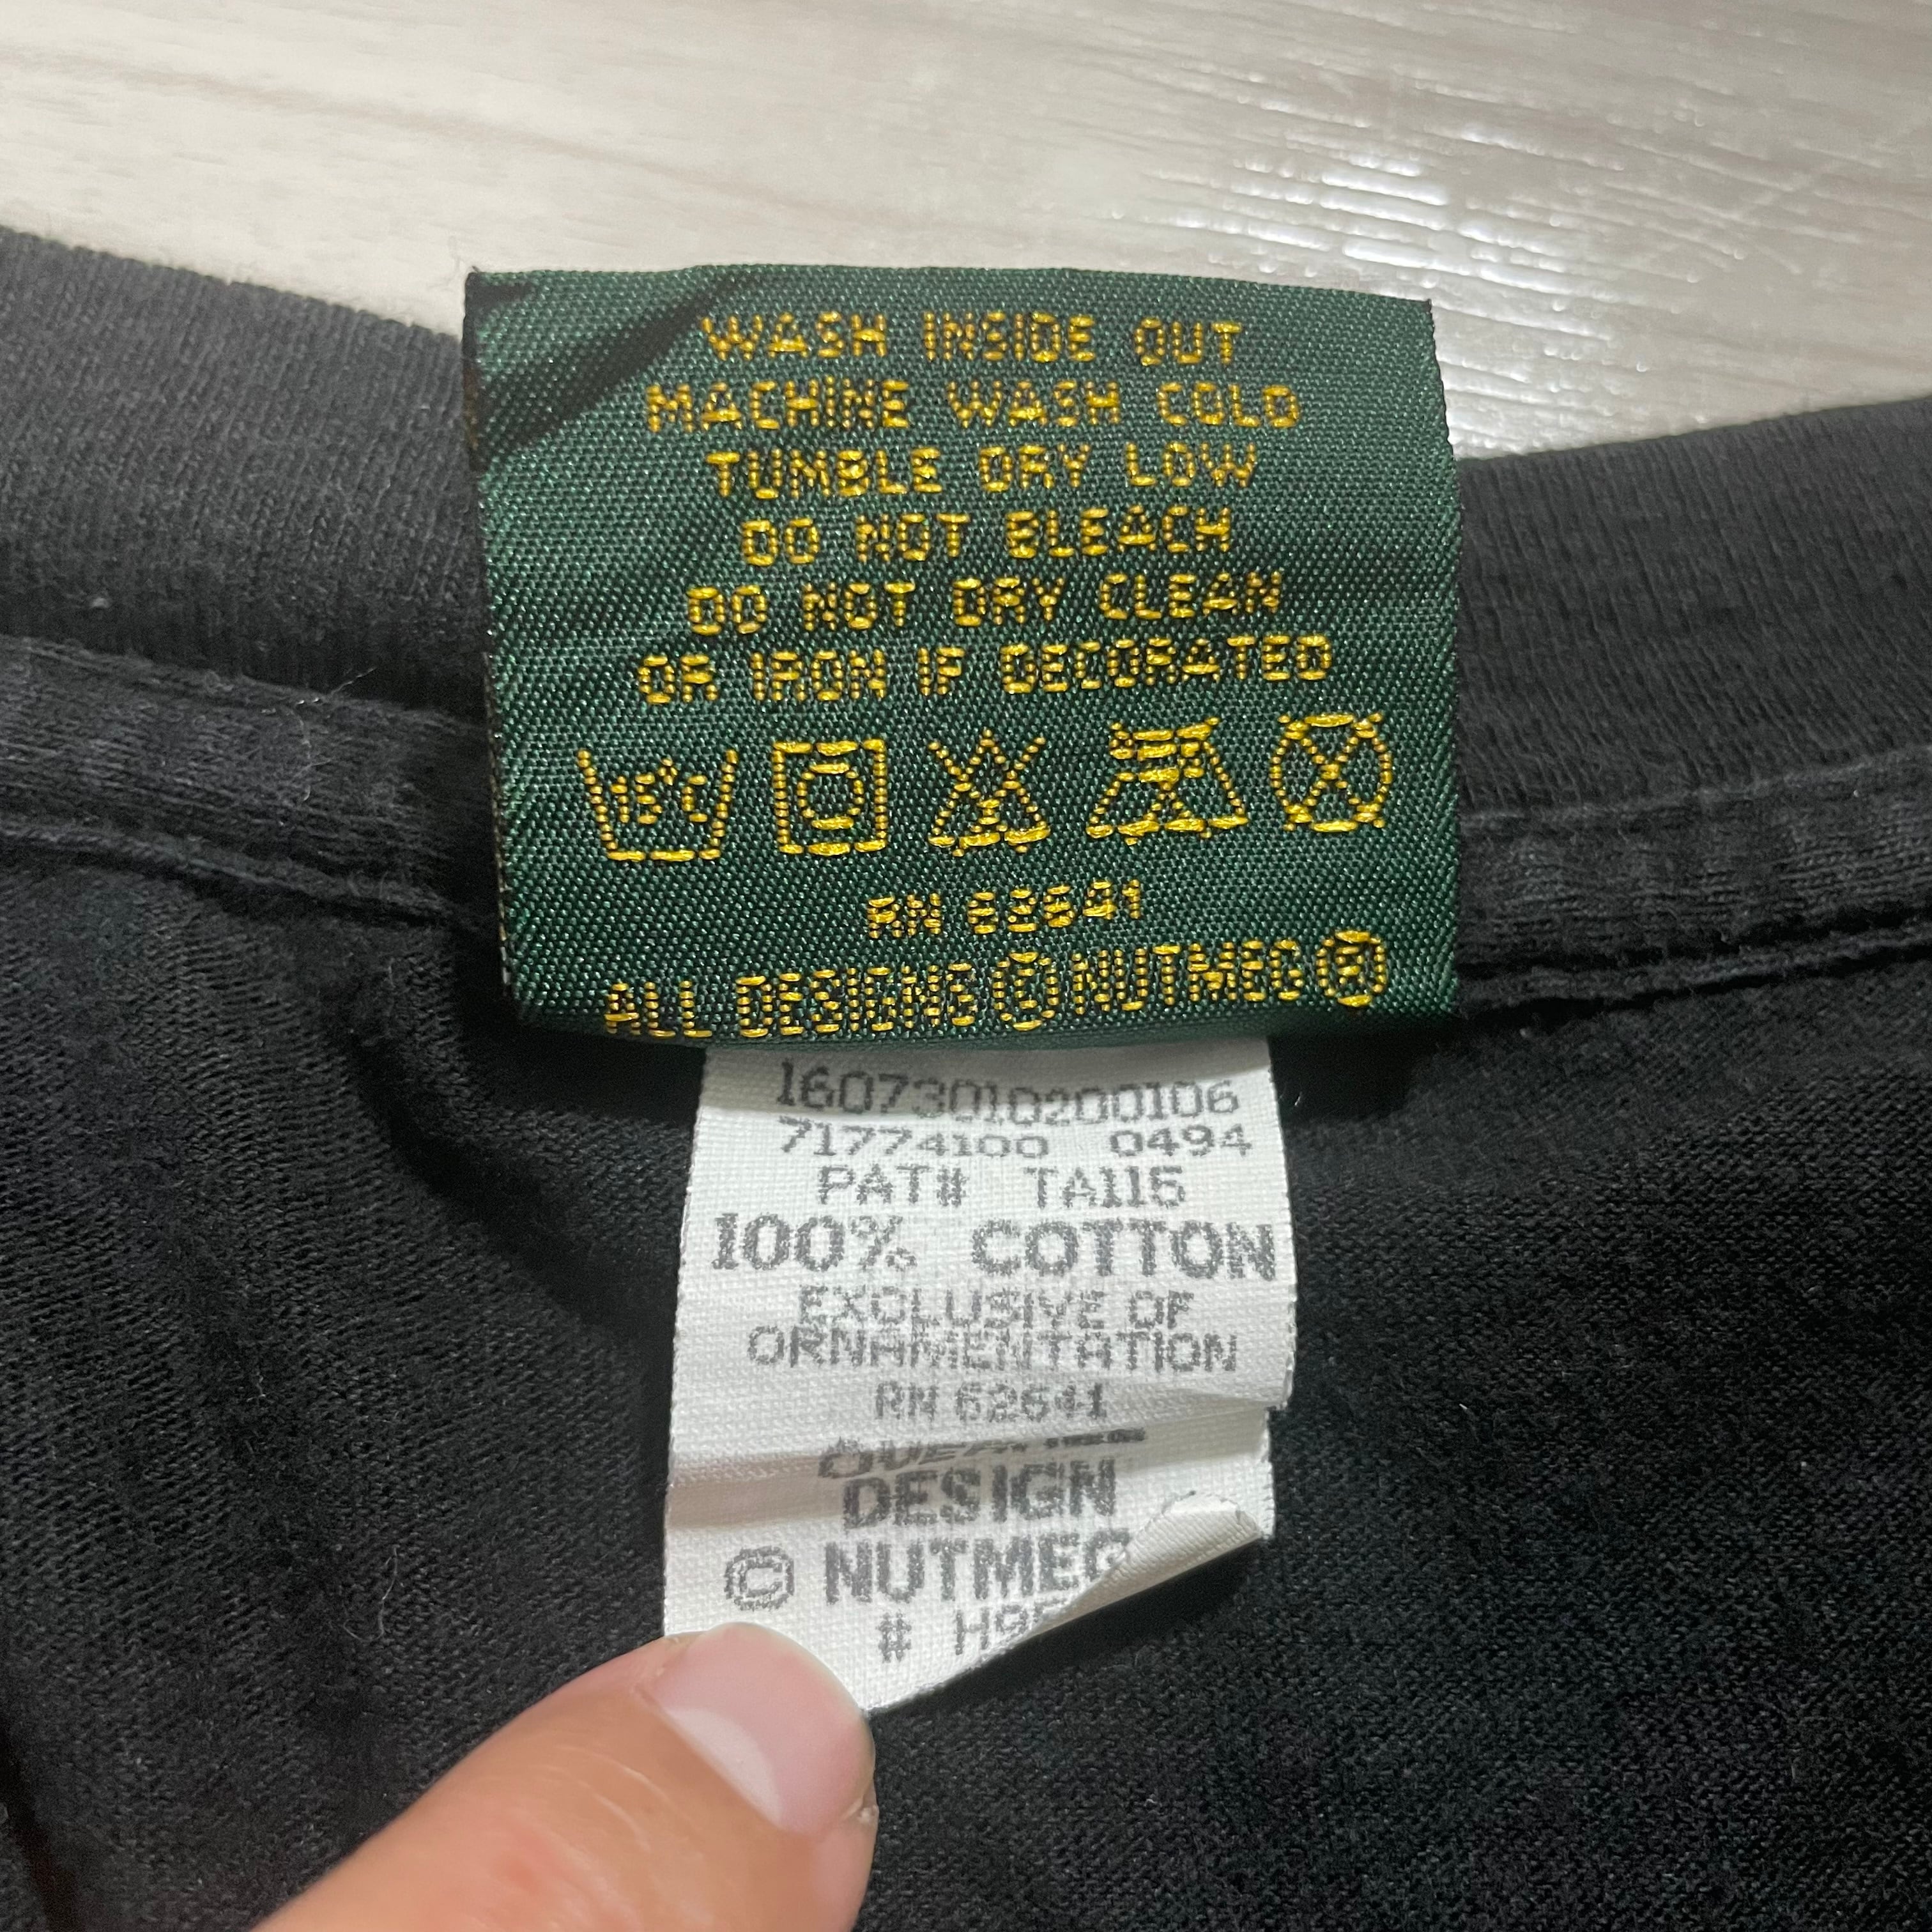 WASH INSIDE OUT
MACHINE WASH COLD
TUMBLE DRY LOW
DO NOT BLEACH
DO NOT DRY CLEAN
OR IRON IF DECORATED
15°C
RN 62641
ALL DESIGNS © NUTMEG ®
16073010200106
71774100 0494
PAT# TA115
100% COTTON
EXCLUSIVE OF
ORNAMENTATION
RN 62641
DESIGN
© NUTMEG
#